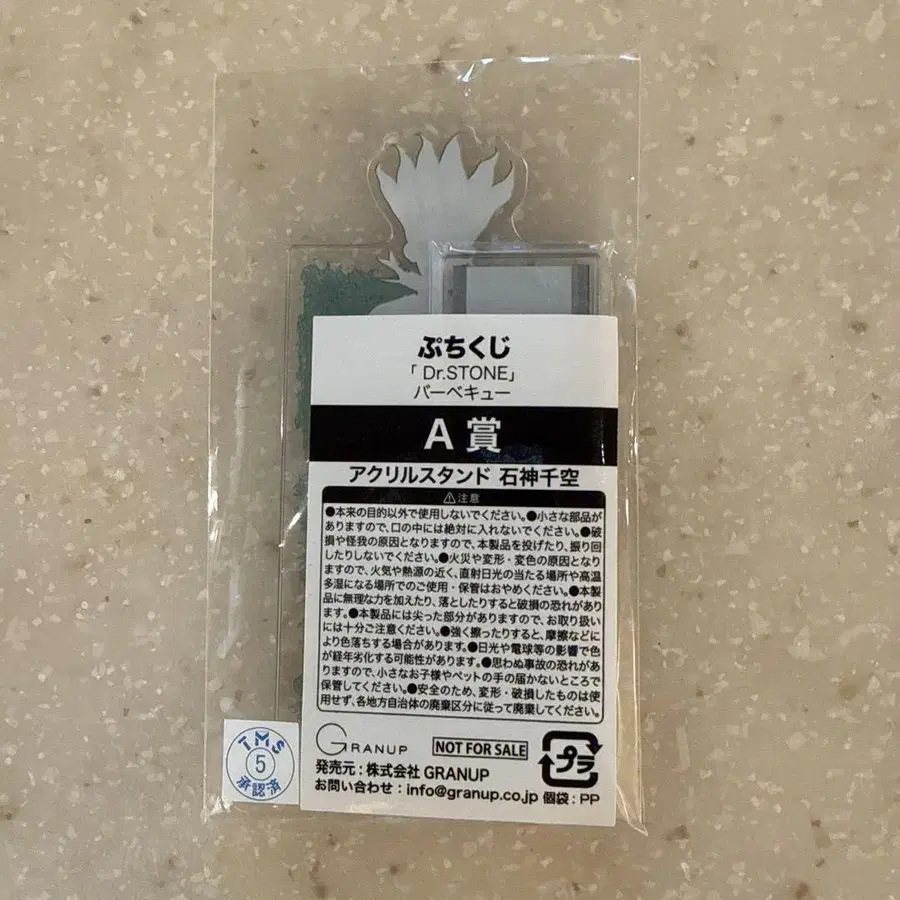 ぷちくじ
「 Dr.STONE」
バーベキュー
A 賞
アクリルスタンド 石神千空
⚠注意
●本来の目的以外で使用しないでください。●小さな部品が
ありますので、口の中には絶対に入れないでください。●破
損や怪我の原因となりますので、本製品を投げたり、振り回
したりしないでください。●火災や変形・変色の原因となり
ますので、火気や熱源の近く、直射日光の当たる場所や高温
多湿になる場所でのご使用・保管はおやめください。●本製
品に無理な力を加えたり、落としたりすると破損の恐れがあり
ます。●本製品には尖った部分がありますので、お取り扱い
には十分ご注意ください。●強く擦ったりすると、摩擦などに
より色落ちする場合があります。●日光や電球等の影響で色
が経年劣化する可能性があります。●思わぬ事故の恐れがあ
りますので、小さなお子様やペットの手の届かないところで
保管してください。●安全のため、変形・破損したものは使
用せず、各地方自治体の廃棄区分に従って廃棄してください。
GRANUP
NOT FOR SALE
プラ
発売元 : 株式会社 GRANUP
お問い合わせ : info@granup.co.jp 個袋 : PP
TMS
5
承認済